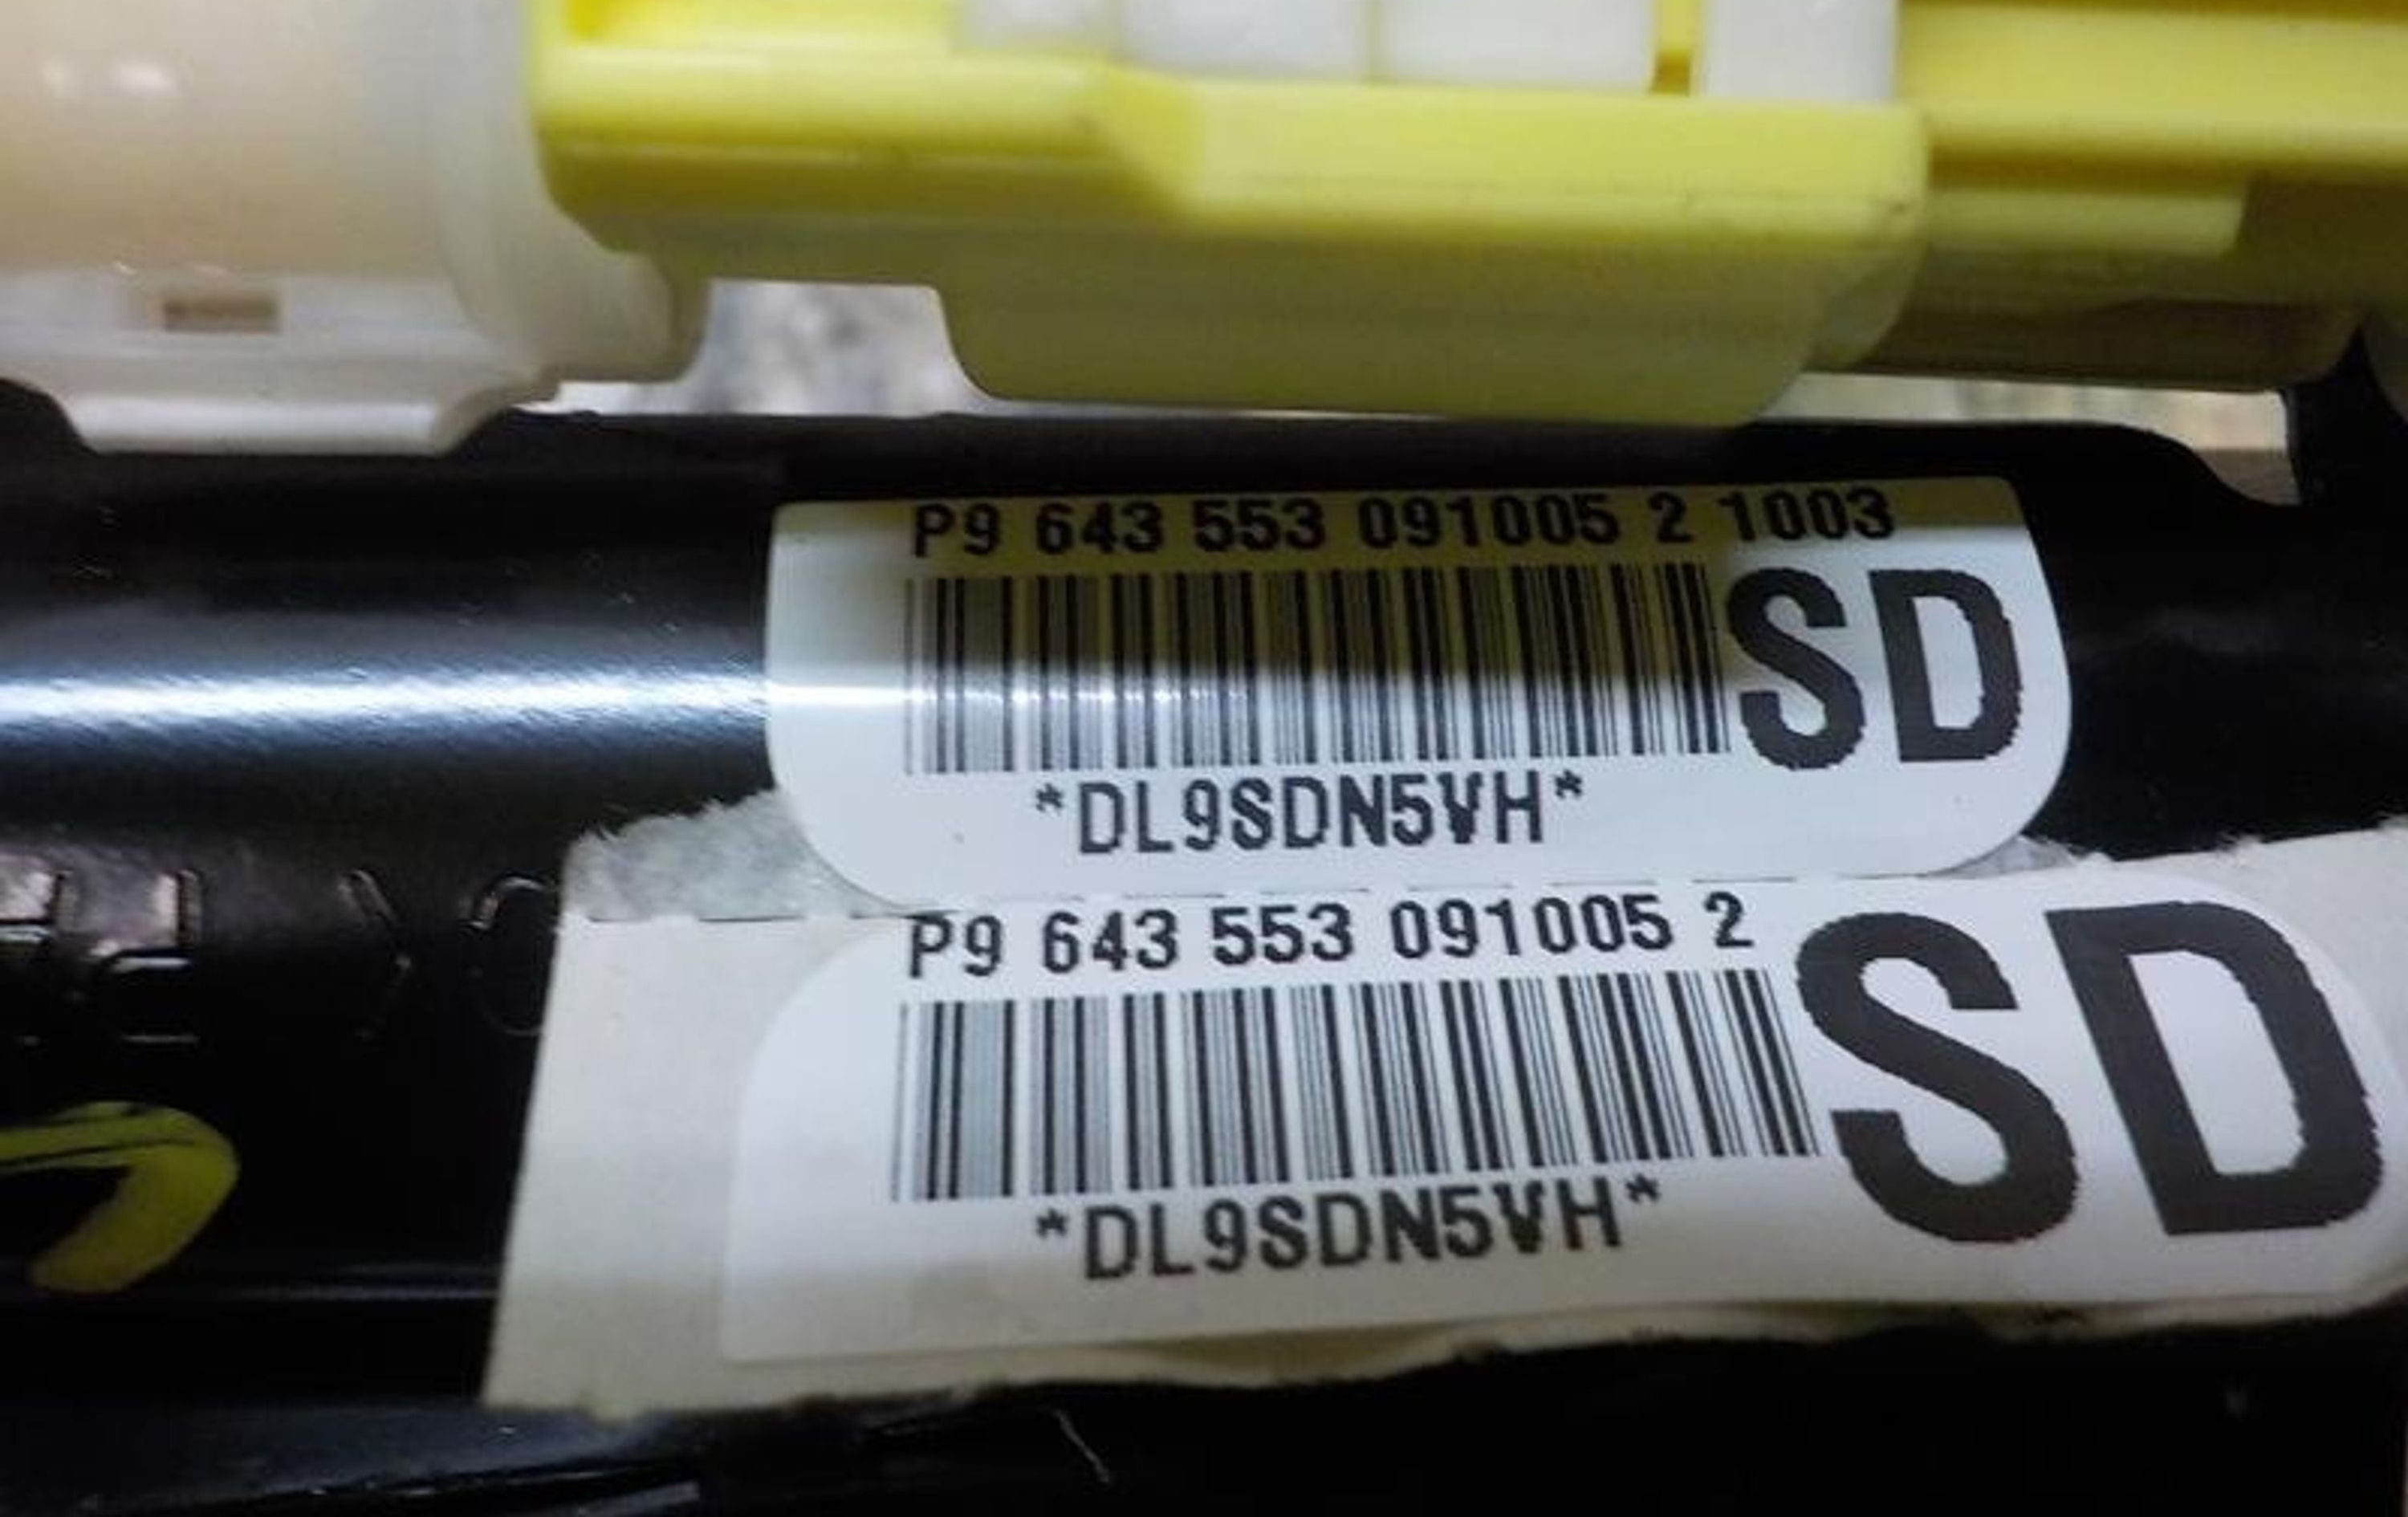 P9 643 553 091005 2 1003
SD
*DL9SDN5VH*
P9 643 553 091005 2
SD
*DL9SDN5VH*